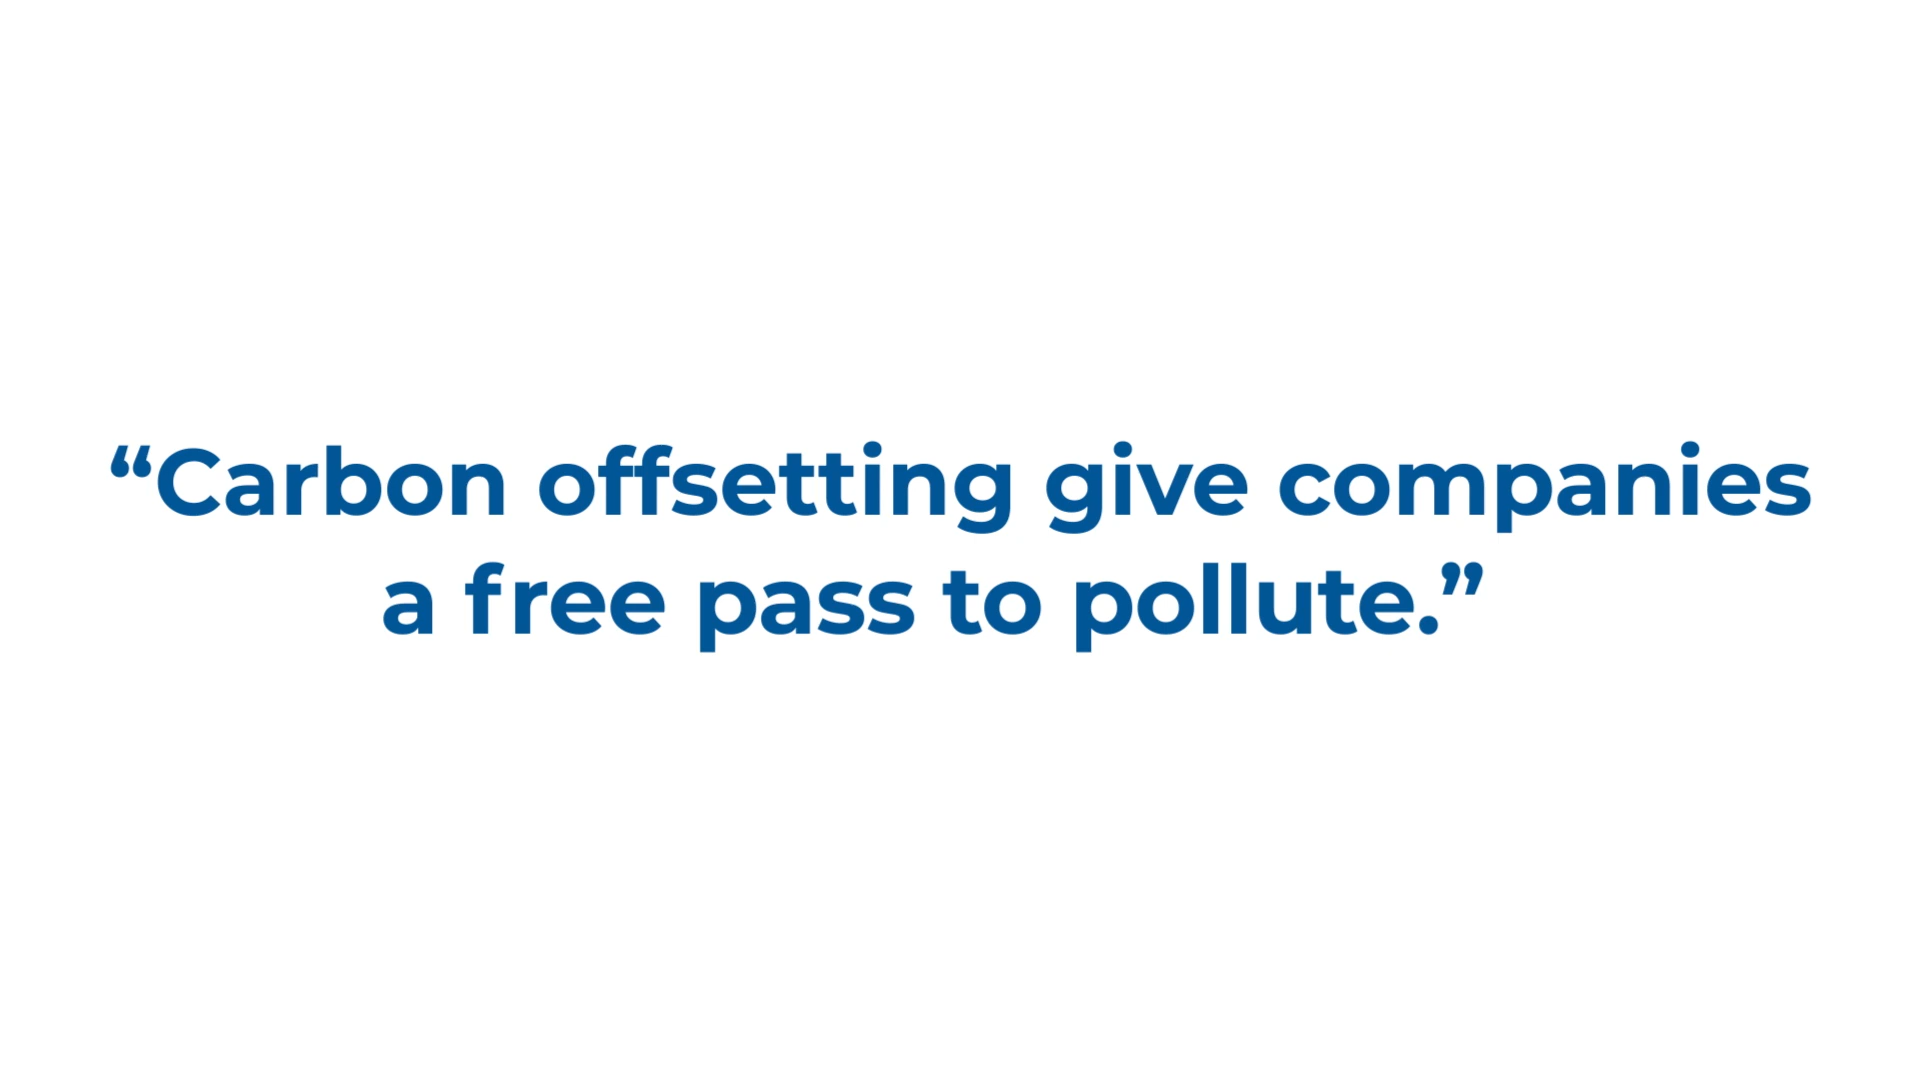 “Carbon offsetting give companies
a free pass to pollute.”